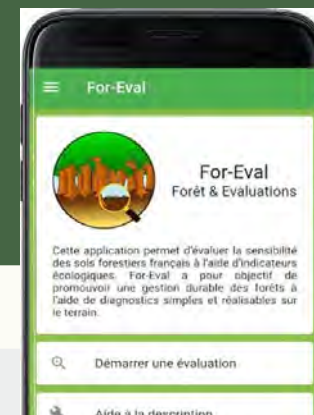 For-Eval
For-Eval
Forêt & Evaluations
Cette application permet d'évaluer la sensibilité
des sols forestiers français à l'aide d'indicateurs
écologiques. For-Eval a pour objectif de
promouvoir une gestion durable des forêts à
l'aide de diagnostics simples et réalisables sur
le terrain.
Démarrer une évaluation
Aide à la description